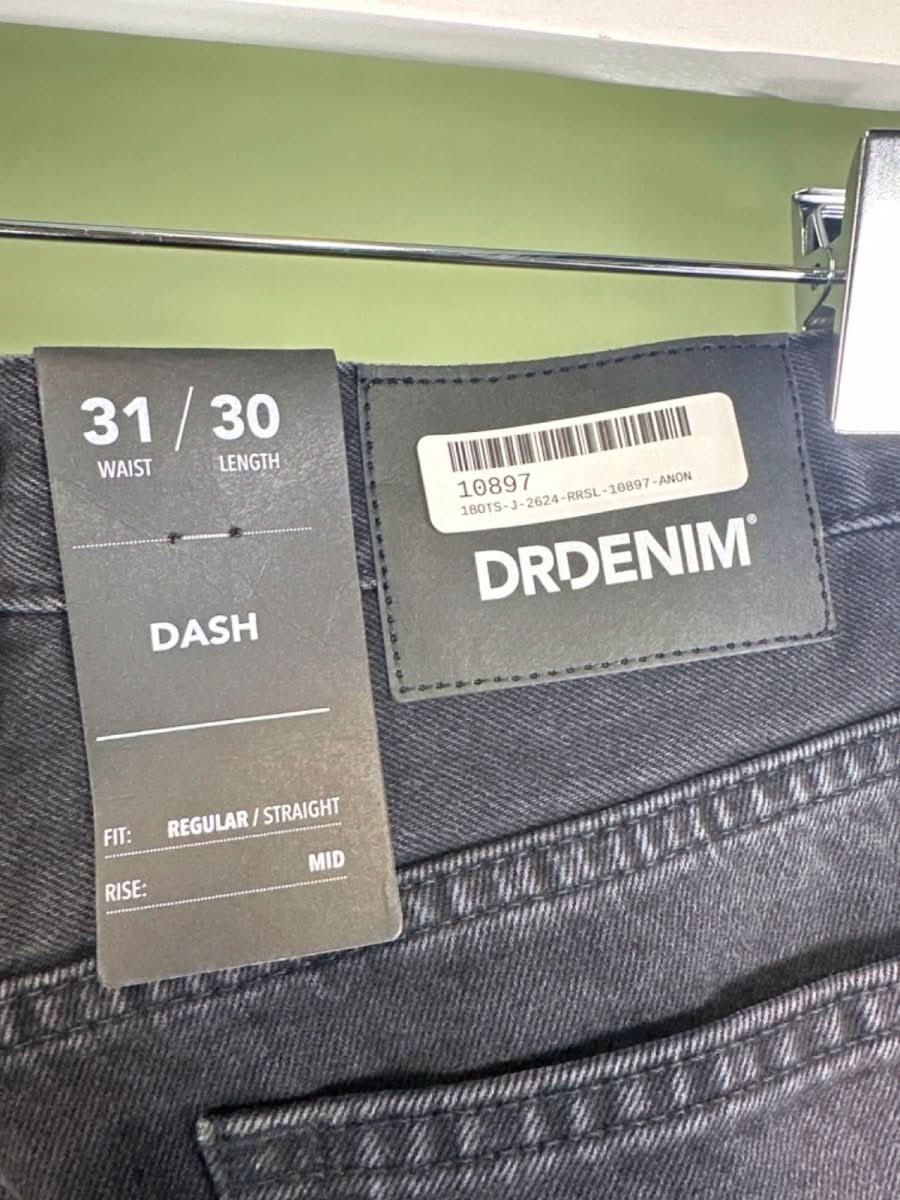 31 / 30
WAIST LENGTH
DASH
FIT: REGULAR / STRAIGHT
RISE: MID
10897
180TS-J-2624-RRSL-10897-ANON
DRDENIM®